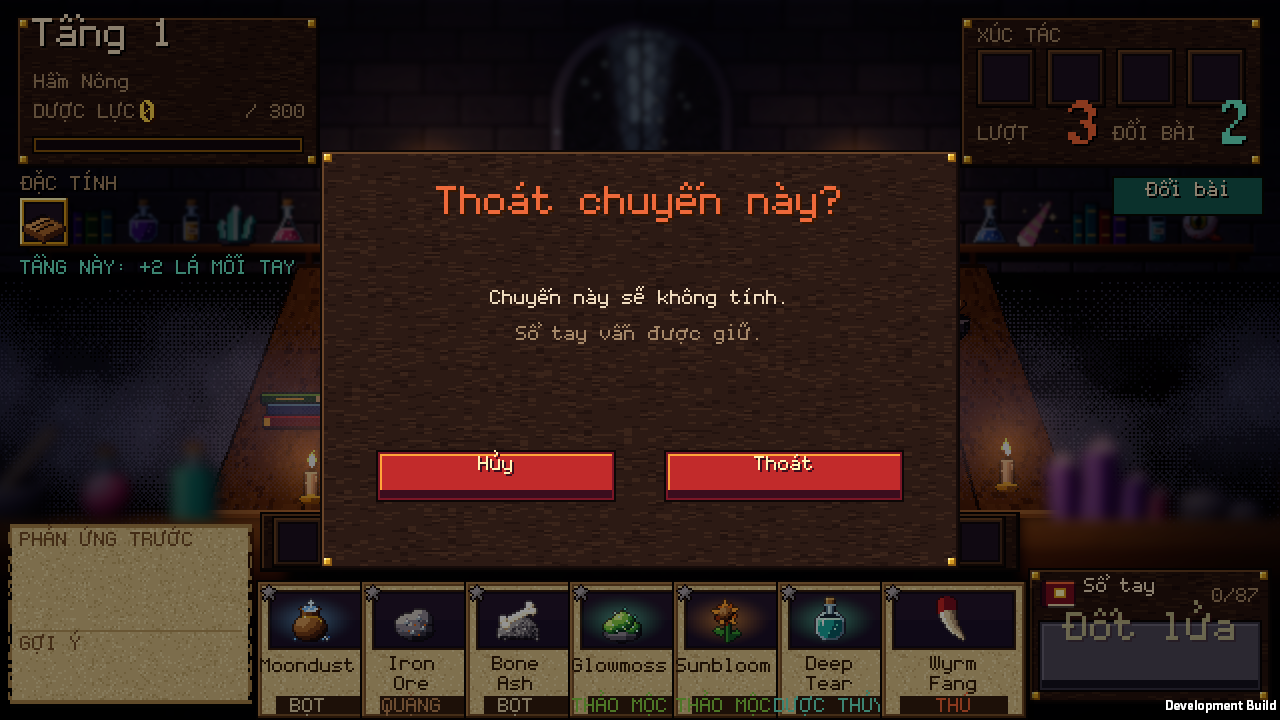 Tầng 1
Hầm Nông
DƯỢC LỰC 0 / 300
ĐẶC TÍNH
TẦNG NÀY: +2 LÁ MỖI TAY
XÚC TÁC
LƯỢT 3 ĐỔI BÀI 2
Đổi bài
Thoát chuyến này?
Chuyến này sẽ không tính.
Sổ tay vẫn được giữ.
Hủy
Thoát
PHẢN ỨNG TRƯỚC
GỢI Ý
Moondust
BỘT
Iron
Ore
QUẶNG
Bone
Ash
BỘT
Glowmoss
THẢO MỘC
Sunbloom
THẢO MỘC
Deep
Tear
DƯỢC THỦY
Wyrm
Fang
THÚ
Sổ tay
0/87
Đốt lửa
Development Build